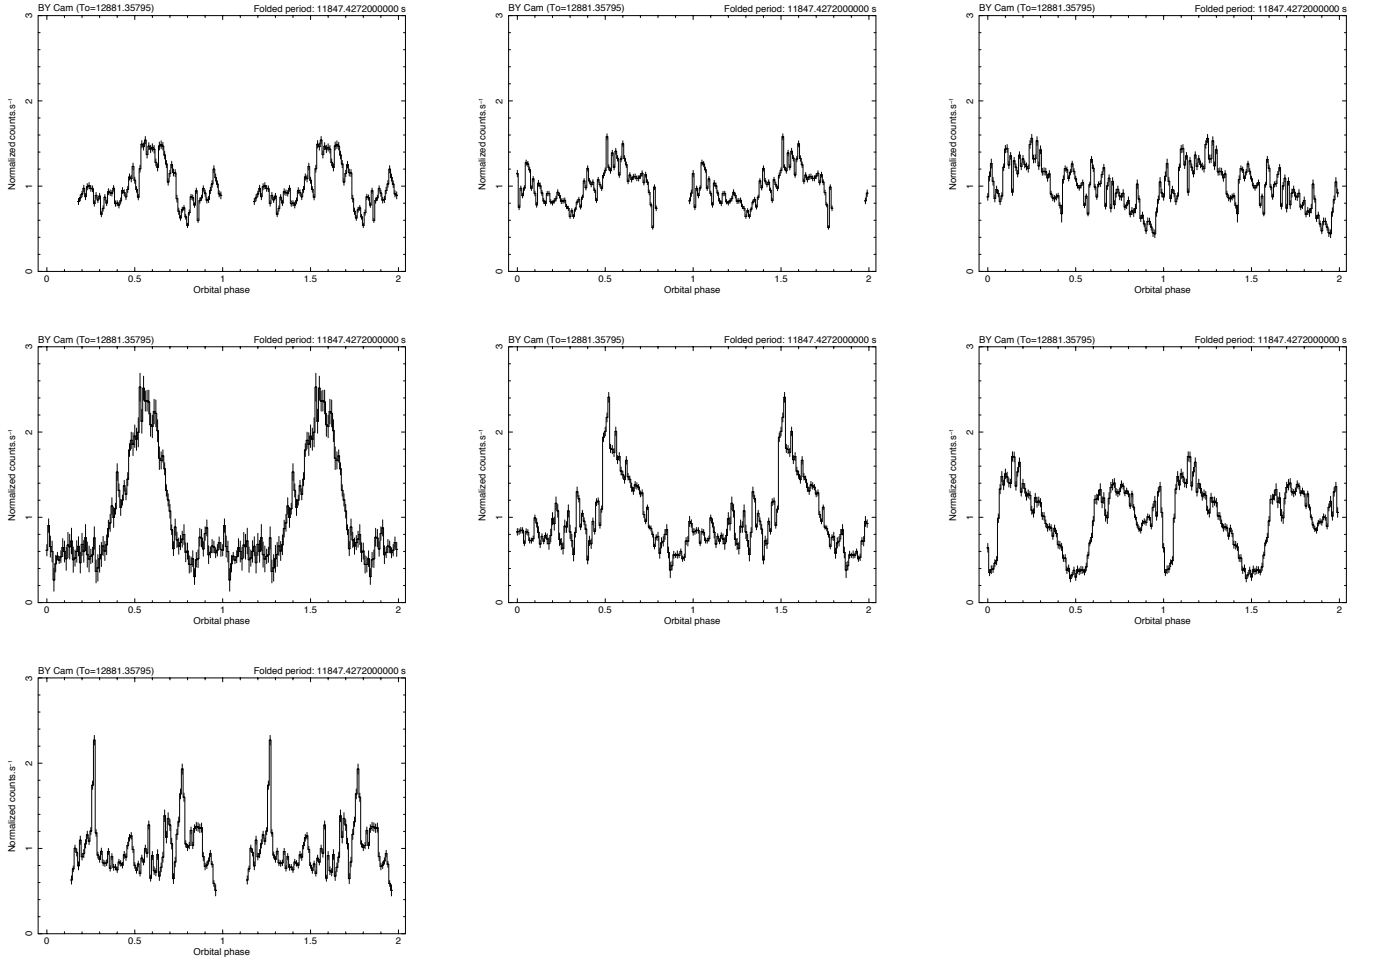 BY Cam (To=12881.35795) Folded period: 11847.4272000000 s
Normalized counts.s⁻¹
0 1 2 3
0 0.5 1 1.5 2
Orbital phase
BY Cam (To=12881.35795) Folded period: 11847.4272000000 s
Normalized counts.s⁻¹
0 1 2 3
0 0.5 1 1.5 2
Orbital phase
BY Cam (To=12881.35795) Folded period: 11847.4272000000 s
Normalized counts.s⁻¹
0 1 2 3
0 0.5 1 1.5 2
Orbital phase
BY Cam (To=12881.35795) Folded period: 11847.4272000000 s
Normalized counts.s⁻¹
0 1 2 3
0 0.5 1 1.5 2
Orbital phase
BY Cam (To=12881.35795) Folded period: 11847.4272000000 s
Normalized counts.s⁻¹
0 1 2 3
0 0.5 1 1.5 2
Orbital phase
BY Cam (To=12881.35795) Folded period: 11847.4272000000 s
Normalized counts.s⁻¹
0 1 2 3
0 0.5 1 1.5 2
Orbital phase
BY Cam (To=12881.35795) Folded period: 11847.4272000000 s
Normalized counts.s⁻¹
0 1 2 3
0 0.5 1 1.5 2
Orbital phase